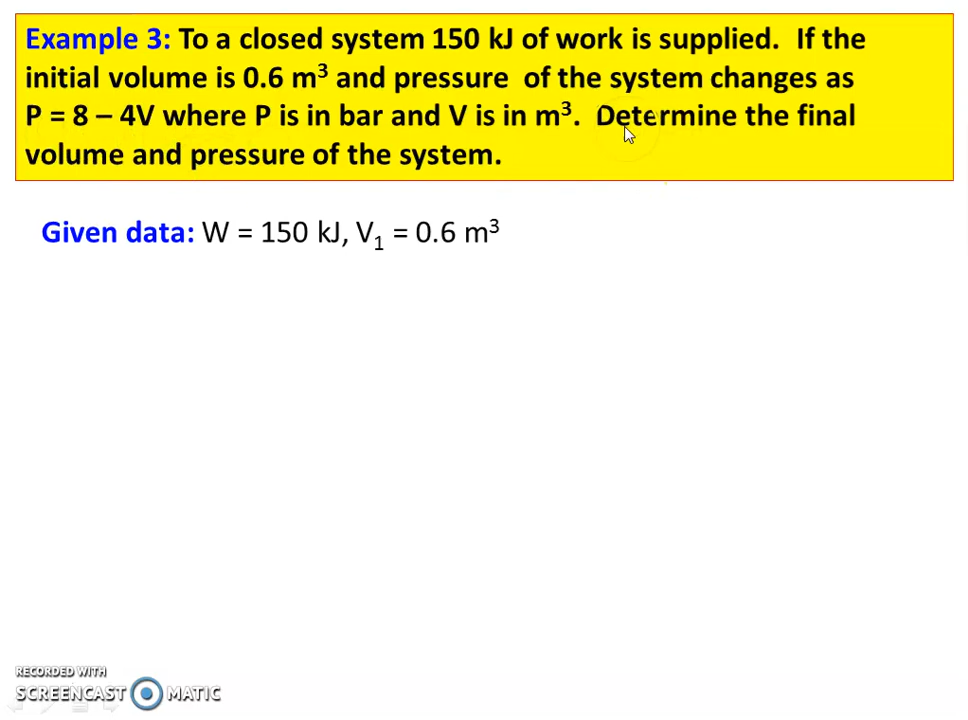 Example 3: To a closed system 150 kJ of work is supplied. If the
initial volume is 0.6 m³ and pressure of the system changes as
P = 8 – 4V where P is in bar and V is in m³. Determine the final
volume and pressure of the system.
Given data: W = 150 kJ, V₁ = 0.6 m³
RECORDED WITH
SCREENCAST MATIC